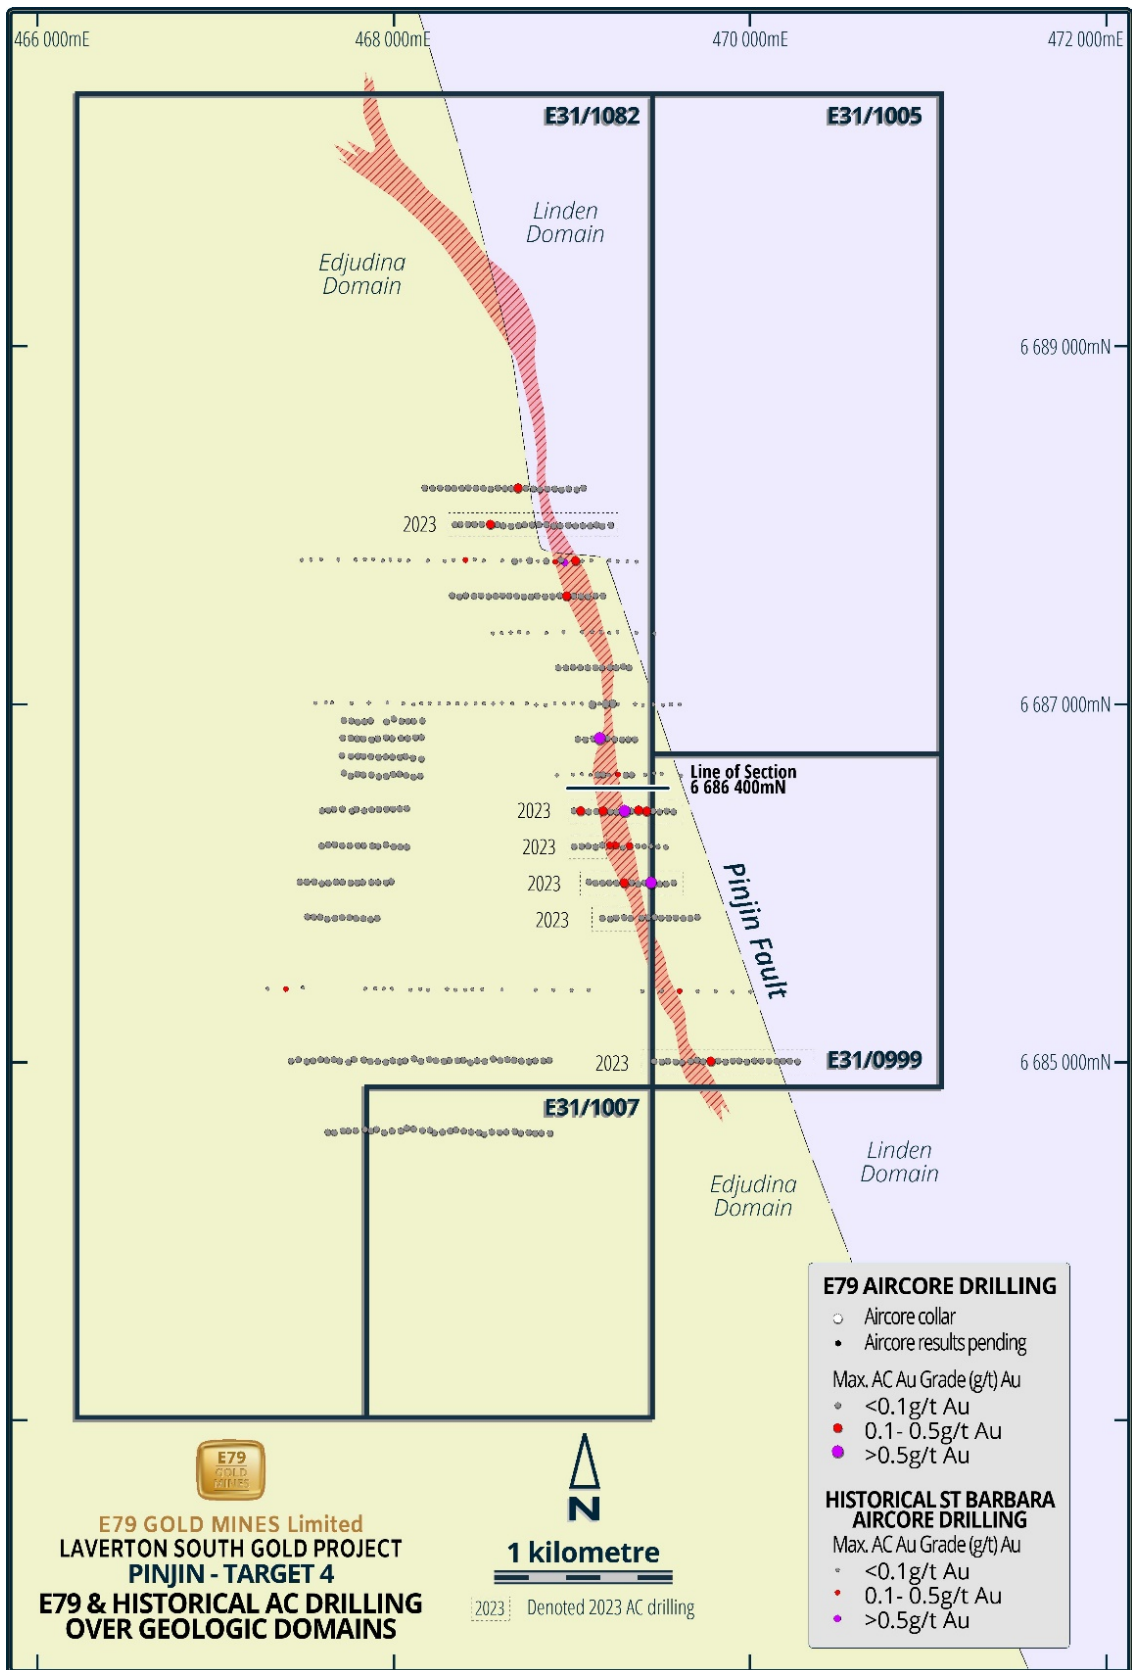 466 000mE
468 000mE
470 000mE
472 000mE
E31/1082
E31/1005
Linden
Domain
Edjudina
Domain
6 689 000mN
2023
6 687 000mN
Line of Section
6 686 400mN
2023
2023
2023
2023
Pinjin Fault
2023
E31/0999
6 685 000mN
E31/1007
Linden
Domain
Edjudina
Domain
E79 AIRCORE DRILLING
Aircore collar
Aircore results pending
Max. AC Au Grade (g/t) Au
<0.1g/t Au
0.1- 0.5g/t Au
>0.5g/t Au
HISTORICAL ST BARBARA
AIRCORE DRILLING
Max. AC Au Grade (g/t) Au
<0.1g/t Au
0.1- 0.5g/t Au
>0.5g/t Au
E79
GOLD
MINES
E79 GOLD MINES Limited
LAVERTON SOUTH GOLD PROJECT
PINJIN - TARGET 4
E79 & HISTORICAL AC DRILLING
OVER GEOLOGIC DOMAINS
N
1 kilometre
2023 Denoted 2023 AC drilling